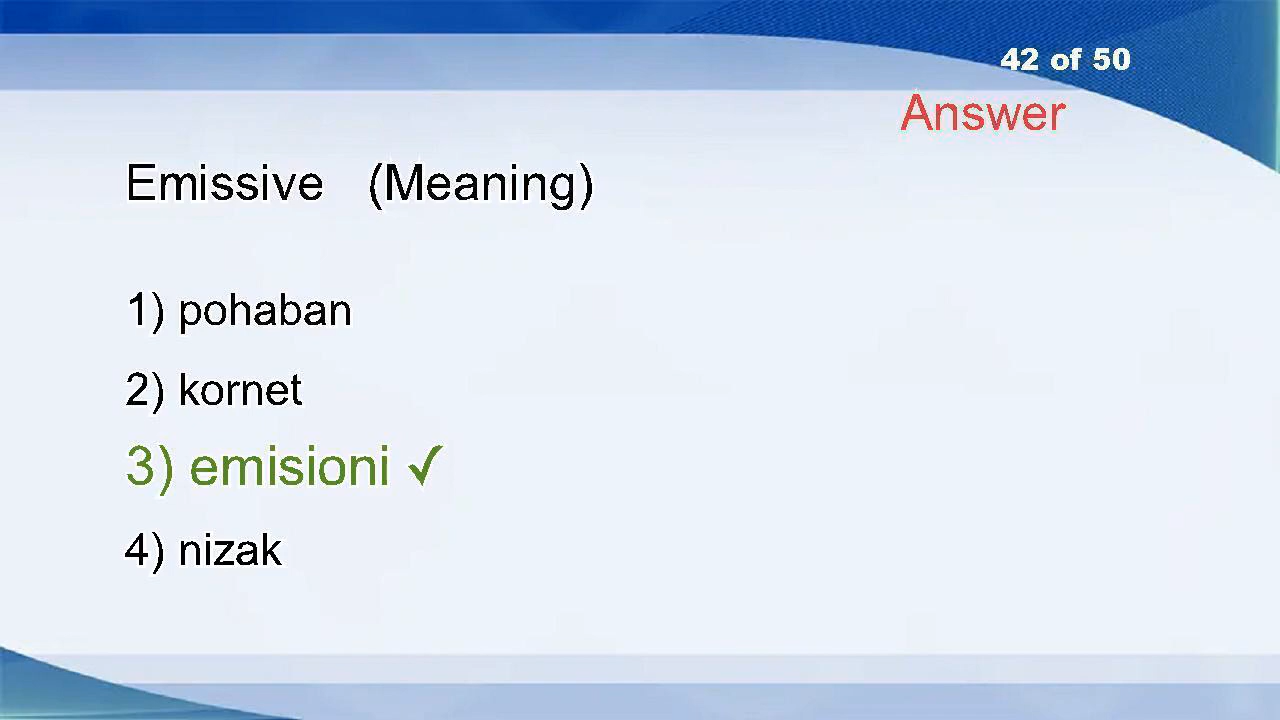 42 of 50
Answer
Emissive (Meaning)
1) pohaban
2) kornet
3) emisioni ✓
4) nizak